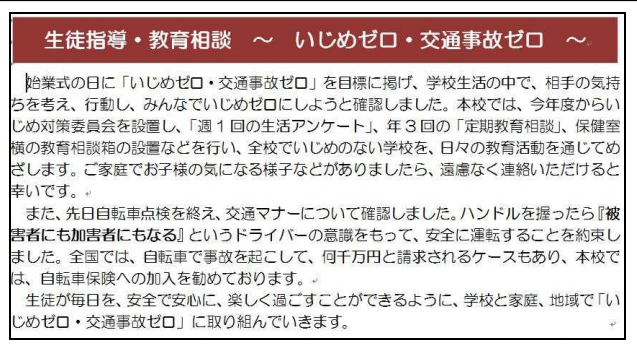 生徒指導・教育相談　～　いじめゼロ・交通事故ゼロ　～
始業式の日に「いじめゼロ・交通事故ゼロ」を目標に掲げ、学校生活の中で、相手の気持
ちを考え、行動し、みんなでいじめゼロにしようと確認しました。本校では、今年度からい
じめ対策委員会を設置し、「週１回の生活アンケート」、年３回の「定期教育相談」、保健室
横の教育相談箱の設置などを行い、全校でいじめのない学校を、日々の教育活動を通じてめ
ざします。ご家庭でお子様の気になる様子などがありましたら、遠慮なく連絡いただけると
幸いです。
また、先日自転車点検を終え、交通マナーについて確認しました。ハンドルを握ったら『被
害者にも加害者にもなる』というドライバーの意識をもって、安全に運転することを約束し
ました。全国では、自転車で事故を起こして、何千万円と請求されるケースもあり、本校で
は、自転車保険への加入を勧めております。
生徒が毎日を、安全で安心に、楽しく過ごすことができるように、学校と家庭、地域で「い
じめゼロ・交通事故ゼロ」に取り組んでいきます。